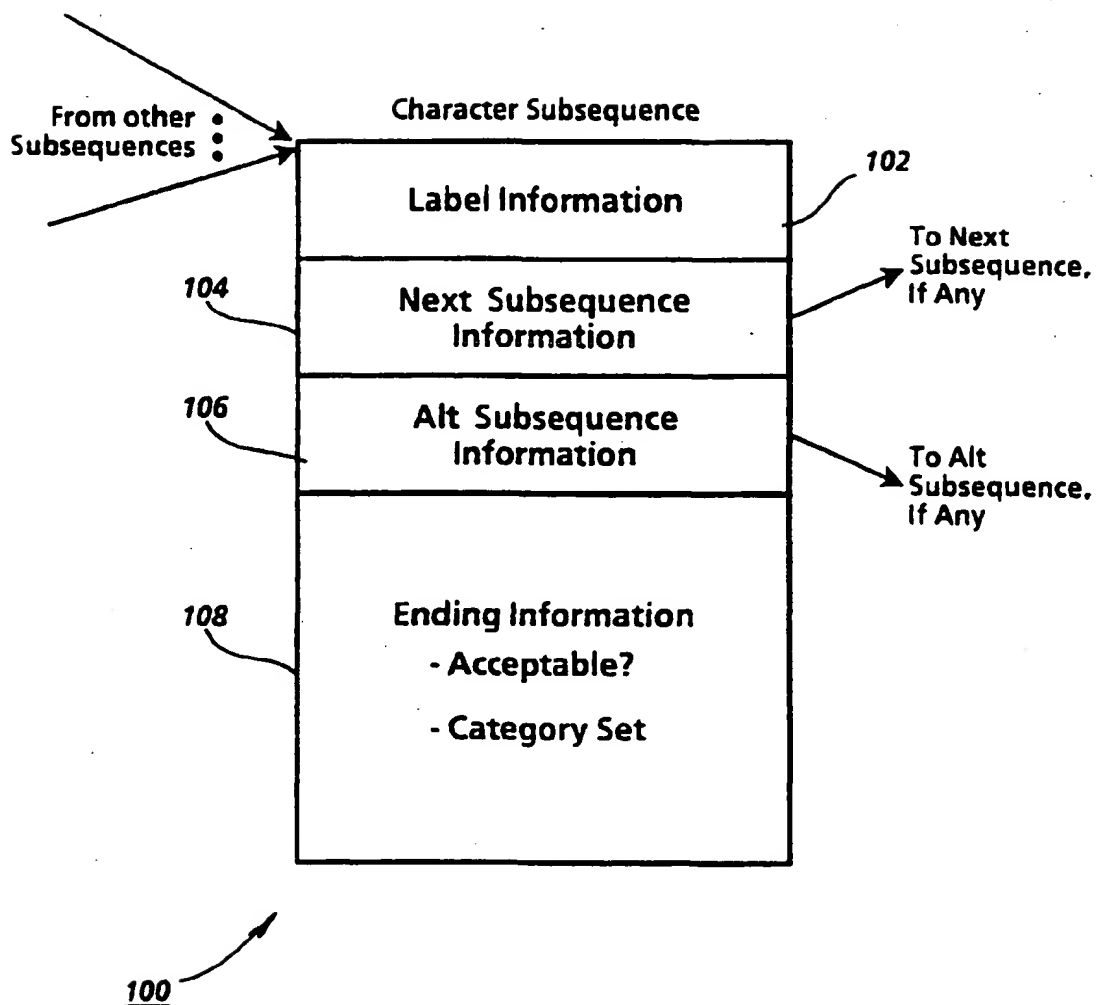 Character Subsequence
From other
Subsequences
Label Information
102
To Next
Subsequence,
If Any
104
Next Subsequence
Information
106
Alt Subsequence
Information
To Alt
Subsequence,
If Any
108
Ending Information
- Acceptable?
- Category Set
100